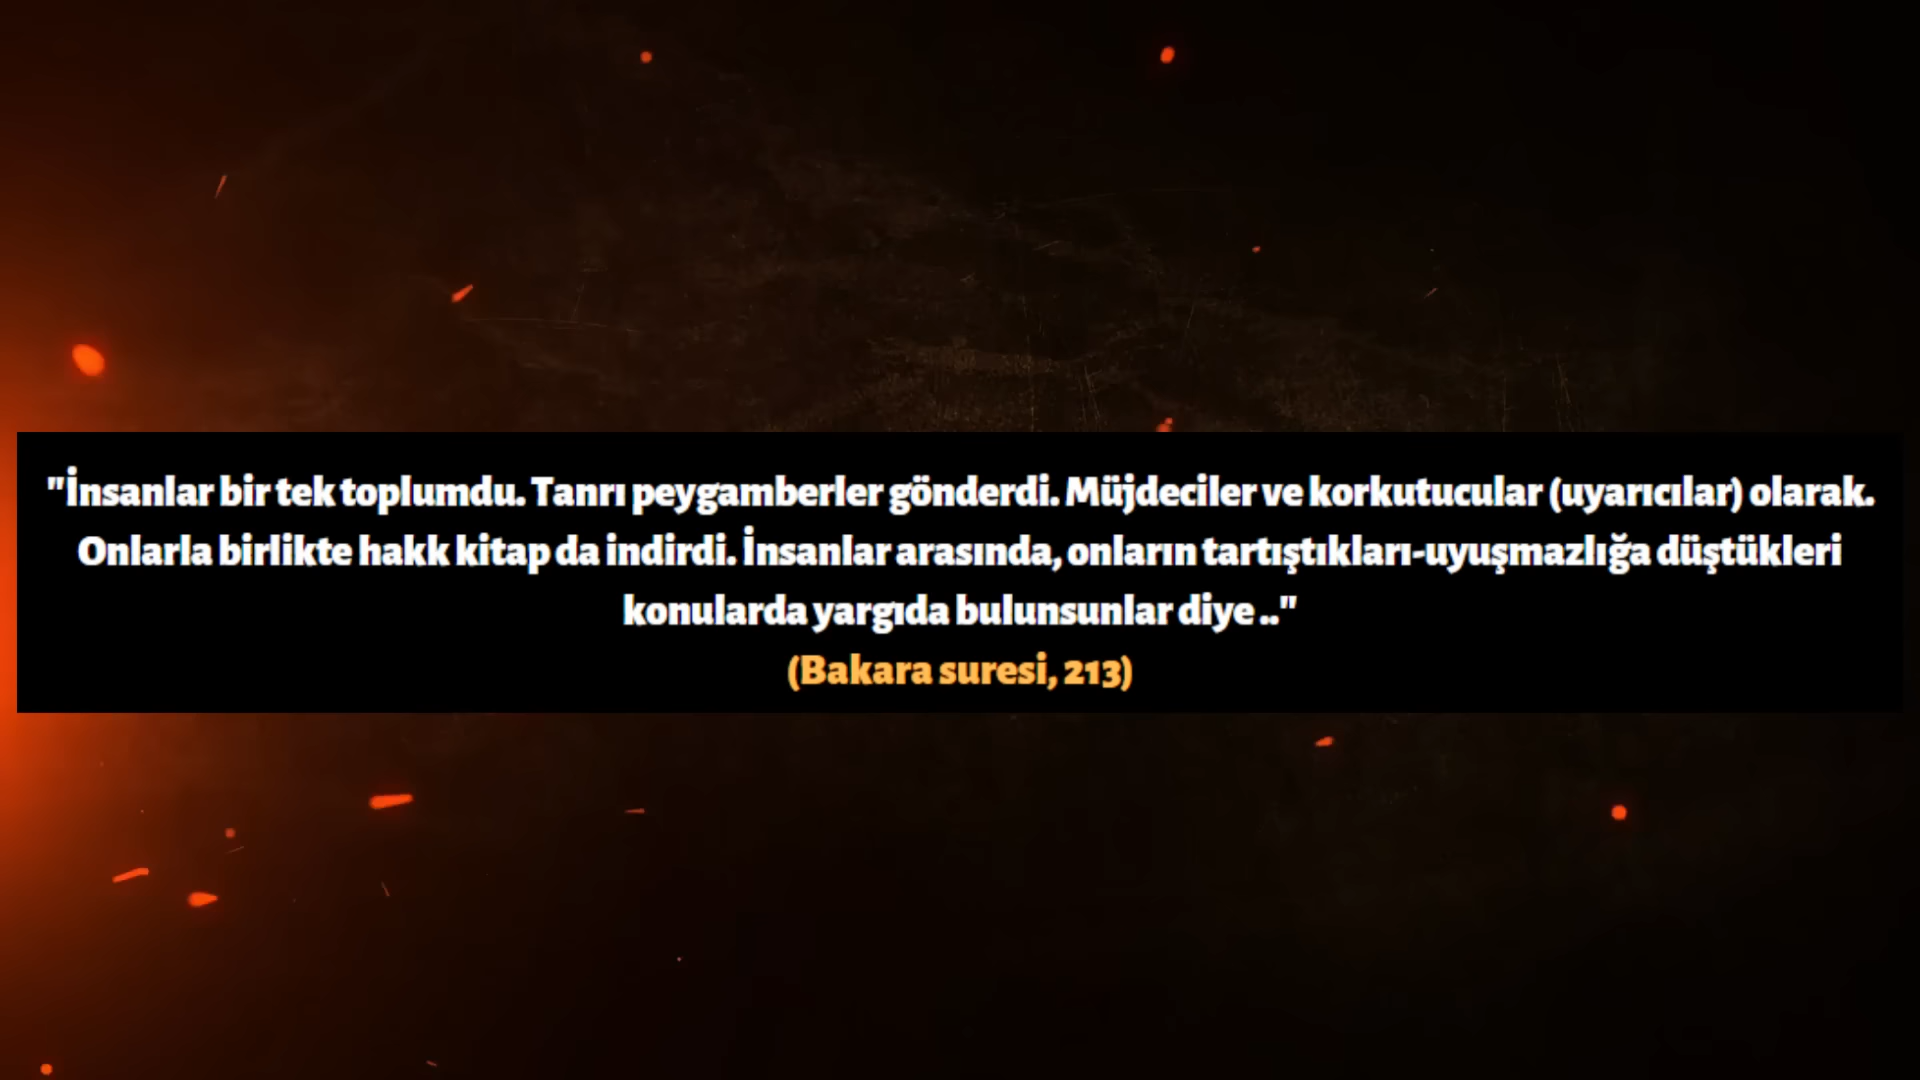 "İnsanlar bir tek toplumdu. Tanrı peygamberler gönderdi. Müjdeciler ve korkutucular (uyarıcılar) olarak.
Onlarla birlikte hakk kitap da indirdi. İnsanlar arasında, onların tartıştıkları-uyuşmazlığa düştükleri
konularda yargıda bulunsunlar diye .."
(Bakara suresi, 213)